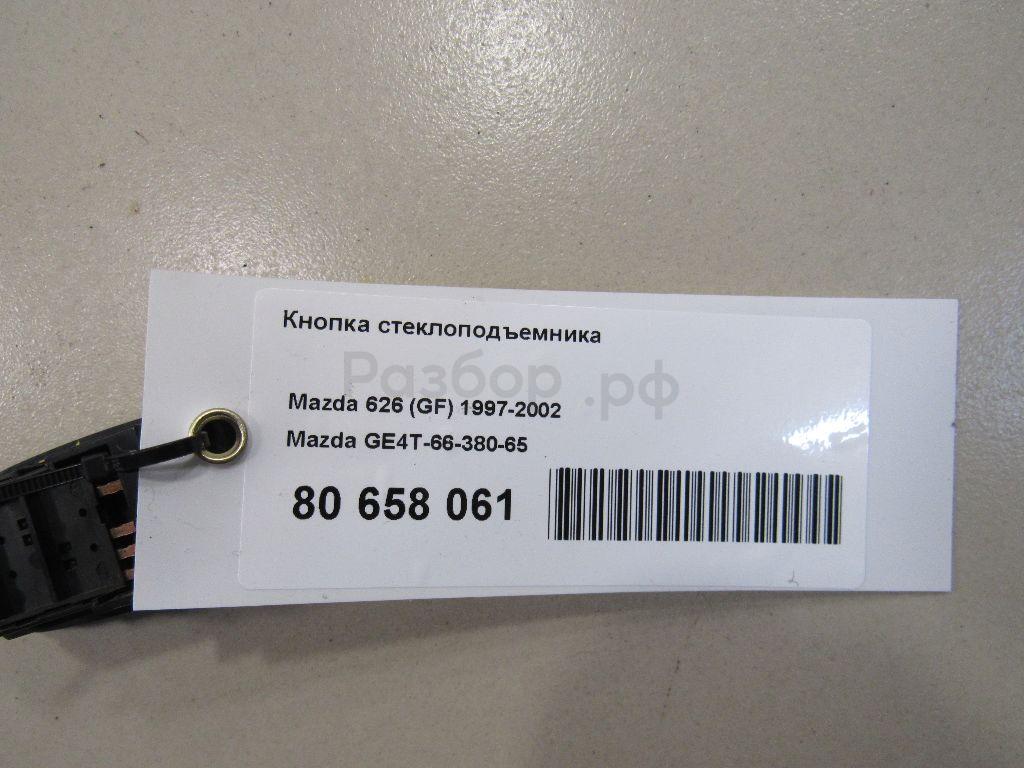 Кнопка стеклоподъемника
Разбор.рф
Mazda 626 (GF) 1997-2002
Mazda GE4T-66-380-65
80 658 061